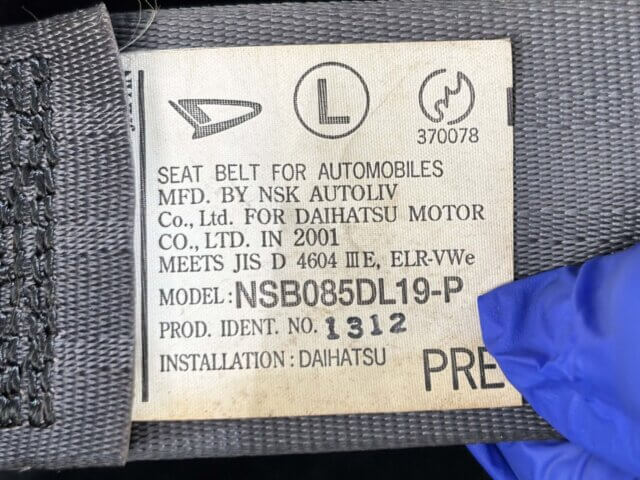 L
370078
SEAT BELT FOR AUTOMOBILES
MFD. BY NSK AUTOLIV
Co., Ltd. FOR DAIHATSU MOTOR
CO., LTD. IN 2001
MEETS JIS D 4604 ⅢE, ELR-VWe
MODEL: NSB085DL19-P
PROD. IDENT. NO. 1312
INSTALLATION: DAIHATSU
PRE